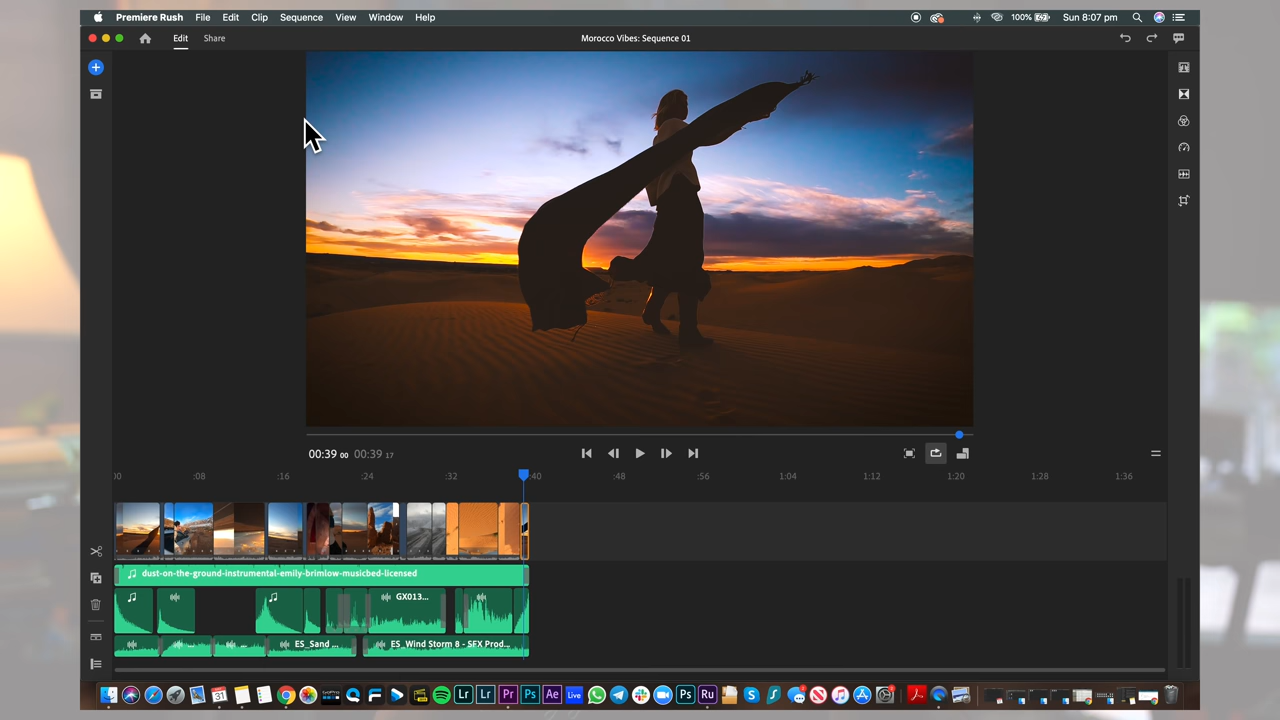 Premiere Rush File Edit Clip Sequence View Window Help 100% Sun 8:07 pm
Edit Share Morocco Vibes: Sequence 01
00:39 00 00:39 17
:00 :08 :16 :24 :32 :40 :48 :56 1:04 1:12 1:20 1:28 1:36
dust-on-the-ground-instrumental-emily-brimlow-musicbed-licensed
GX013...
ES_Sand ... ES_Wind Storm 8 - SFX Prod...
31 Lr Lr Pr Ps Ae Live Ps Ru